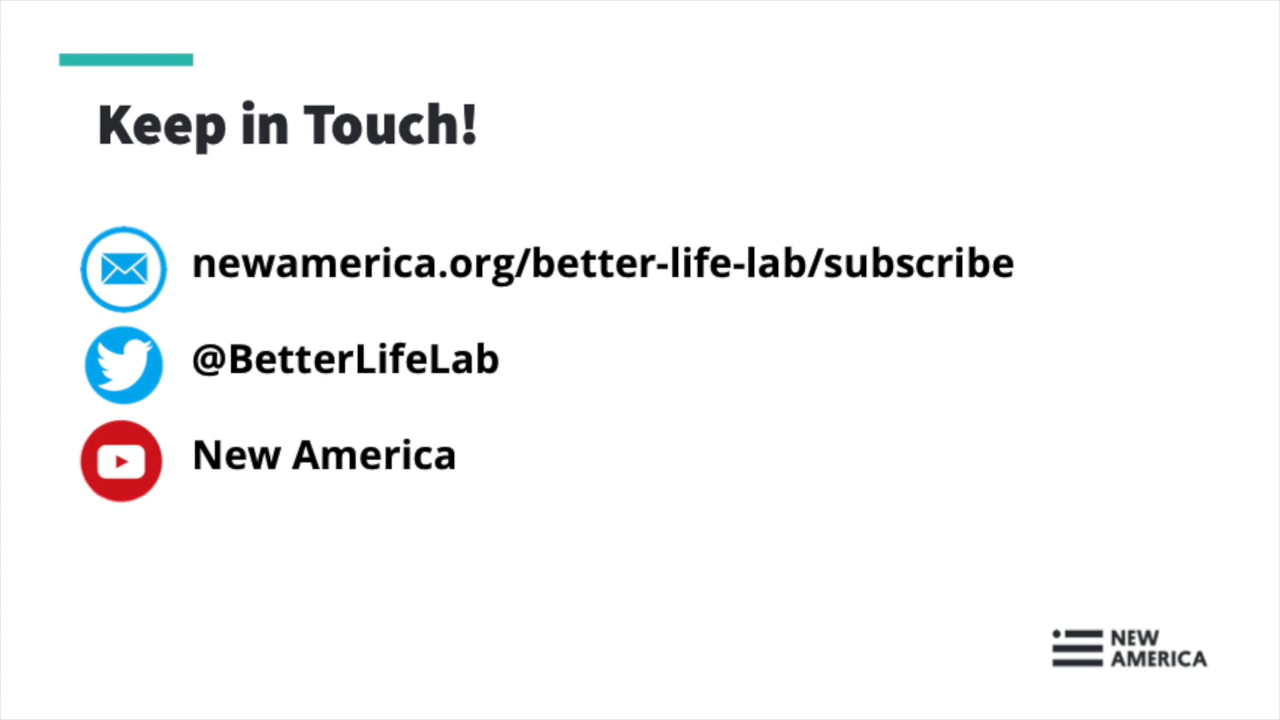 Keep in Touch!
newamerica.org/better-life-lab/subscribe
@BetterLifeLab
New America
NEW
AMERICA